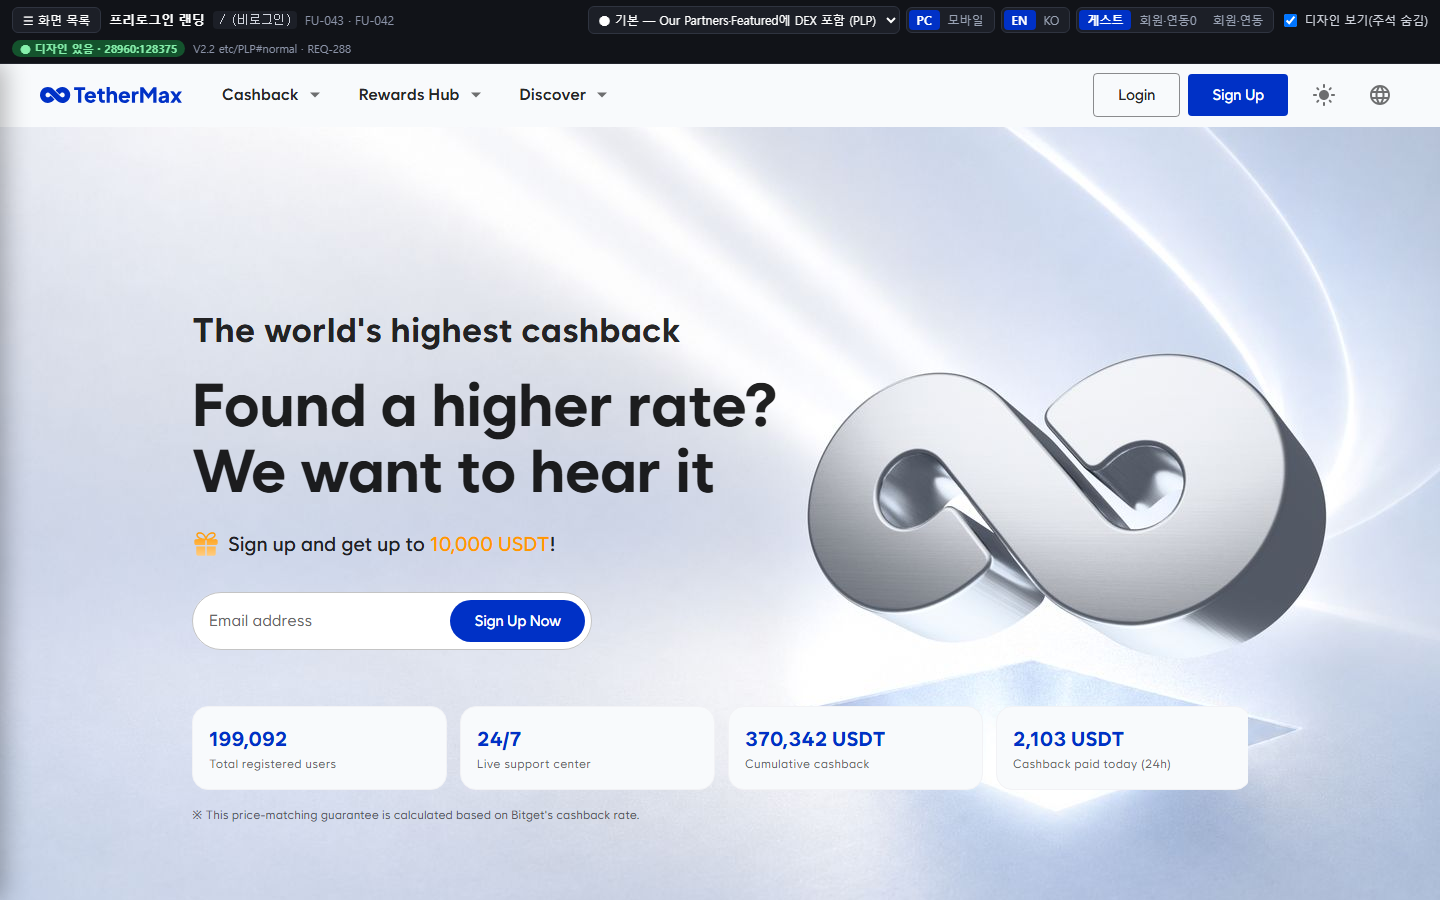 ☰ 화면 목록 프리로그인 랜딩 / (비로그인) FU-043 · FU-042 ● 기본 — Our Partners·Featured에 DEX 포함 (PLP) PC 모바일 EN KO 게스트 회원·연동0 회원·연동 디자인 보기(주석 숨김)
● 디자인 있음 · 28960:128375 V2.2 etc/PLP#normal · REQ-288
TetherMax Cashback Rewards Hub Discover Login Sign Up
The world's highest cashback
Found a higher rate?
We want to hear it
Sign up and get up to 10,000 USDT!
Email address Sign Up Now
199,092 24/7 370,342 USDT 2,103 USDT
Total registered users Live support center Cumulative cashback Cashback paid today (24h)
※ This price-matching guarantee is calculated based on Bitget's cashback rate.